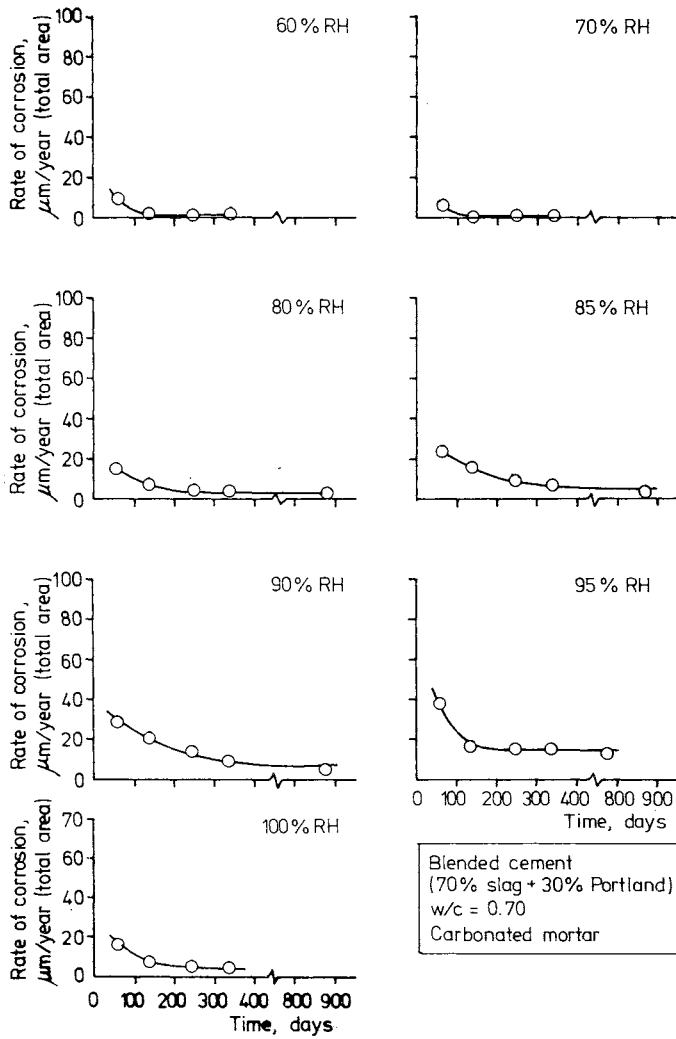 Rate of corrosion,
µm/year (total area)
100
80
60
40
20
0
60% RH
70% RH
Rate of corrosion,
µm/year (total area)
100
80
60
40
20
0
80% RH
85% RH
Rate of corrosion,
µm/year (total area)
100
80
60
40
20
0
90% RH
95% RH
0 100 200 300 400 800 900
Time, days
Rate of corrosion,
µm/year (total area)
70
60
40
20
0
100% RH
0 100 200 300 400 800 900
Time, days
Blended cement
(70% slag + 30% Portland)
w/c = 0.70
Carbonated mortar